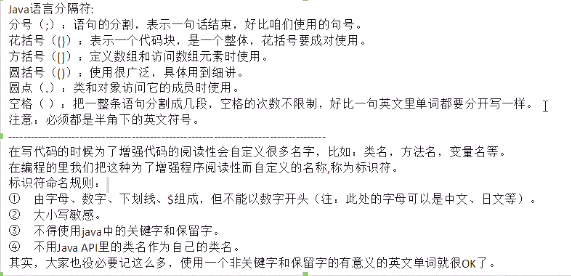 Java语言分隔符:
分号（;）：语句的分割，表示一句话结束，好比咱们使用的句号。
花括号（{}）：表示一个代码块，是一个整体，花括号要成对使用。
方括号（[]）：定义数组和访问数组元素时使用。
圆括号（()）：使用很广泛，具体用到细讲。
圆点（.）：类和对象访问它的成员时使用。
空格（ ）：把一整条语句分割成几段，空格的次数不限制，好比一句英文里单词都要分开写一样。
注意：必须都是半角下的英文符号。
--------------------------------------------------------------------------------
在写代码的时候为了增强代码的阅读性会自定义很多名字，比如：类名，方法名，变量名等。
在编程的里我们把这种为了增强程序阅读性而自定义的名称,称为标识符。
标识符命名规则：
① 由字母、数字、下划线、$组成，但不能以数字开头（注：此处的字母可以是中文、日文等）。
② 大小写敏感。
③ 不得使用java中的关键字和保留字。
④ 不用Java API里的类名作为自己的类名。
其实，大家也没必要记这么多，使用一个非关键字和保留字的有意义的英文单词就很OK了。